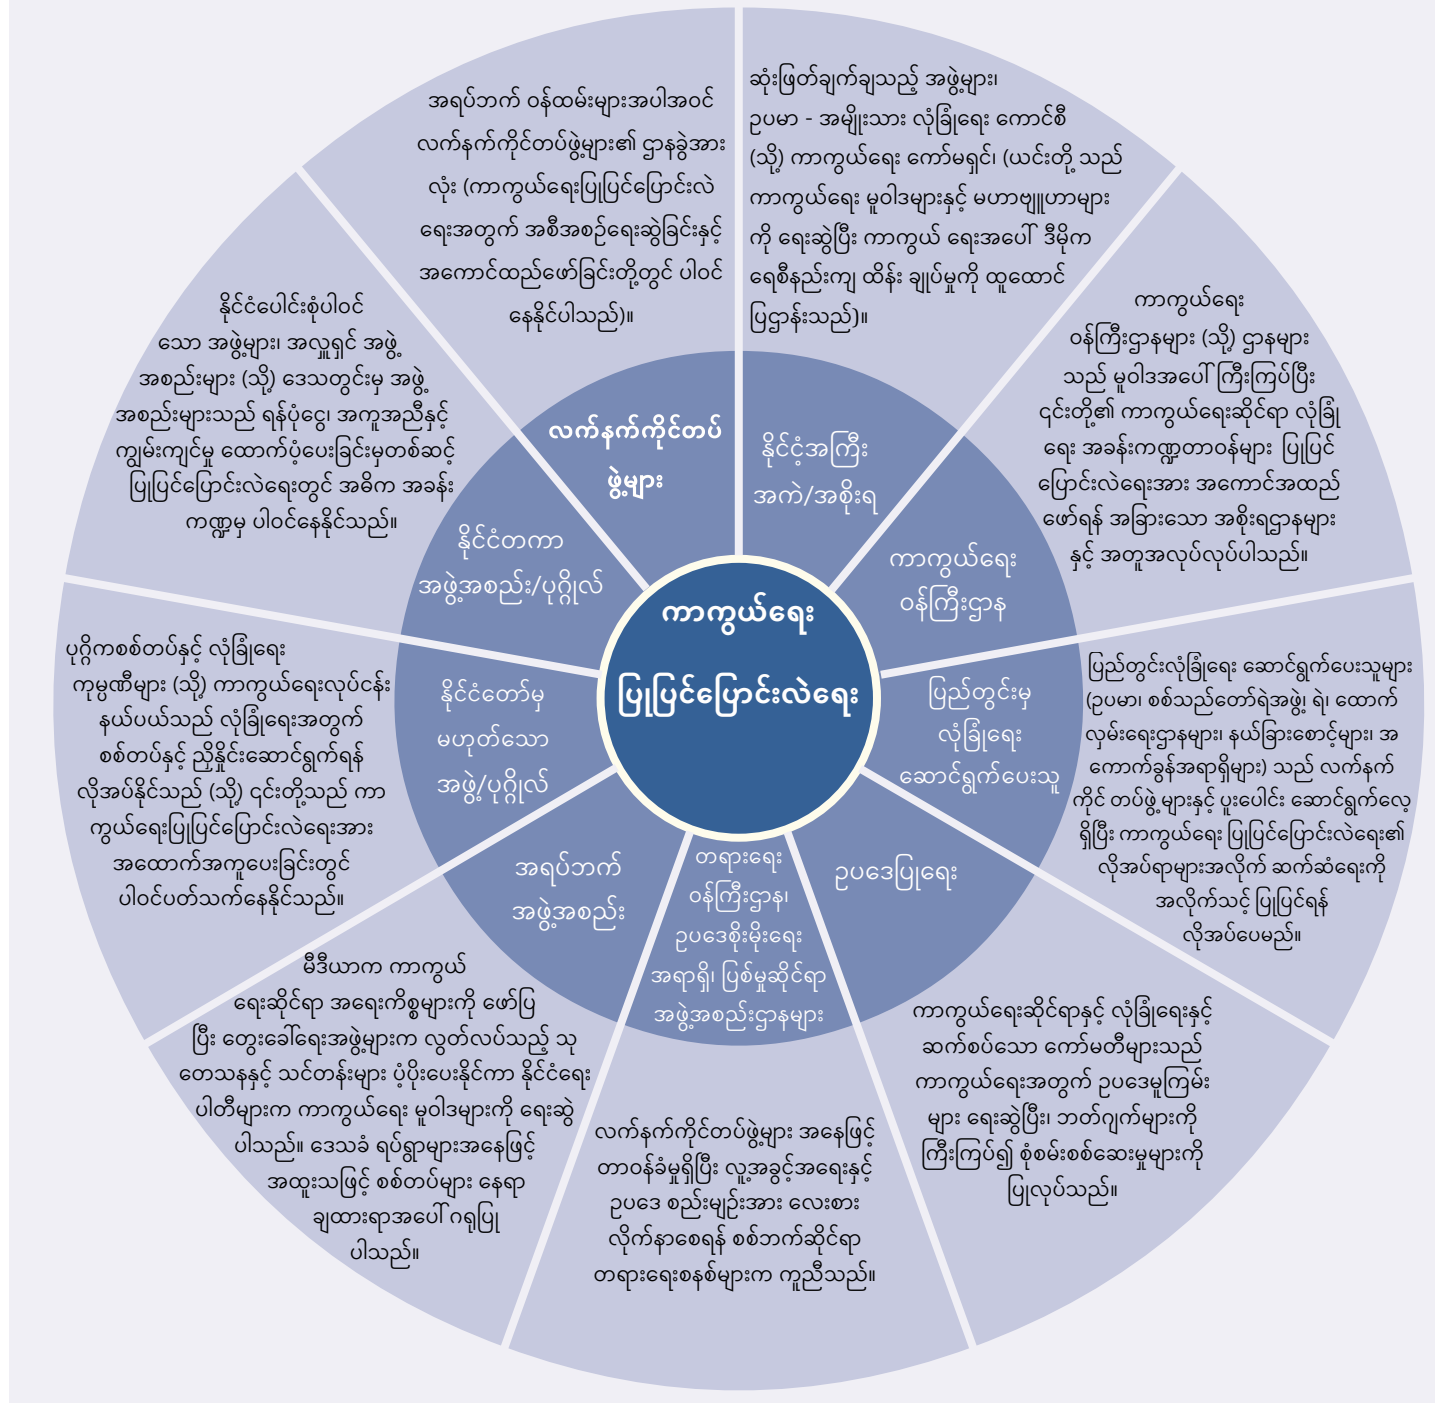 ကာကွယ်ရေး
ပြုပြင်ပြောင်းလဲရေး
နိုင်ငံ့အကြီး
အကဲ/အစိုးရ
ဆုံးဖြတ်ချက်ချသည့် အဖွဲ့များ၊
ဥပမာ - အမျိုးသား လုံခြုံရေး ကောင်စီ
(သို့) ကာကွယ်ရေး ကော်မရှင်၊ (ယင်းတို့ သည်
ကာကွယ်ရေး မူဝါဒများနှင့် မဟာဗျူဟာများ
ကို ရေးဆွဲပြီး ကာကွယ် ရေးအပေါ် ဒီမိုက
ရေစီနည်းကျ ထိန်း ချုပ်မှုကို ထူထောင်
ပြဌာန်းသည်)။
ကာကွယ်ရေး
ဝန်ကြီးဌာန
ကာကွယ်ရေး
ဝန်ကြီးဌာနများ (သို့) ဌာနများ
သည် မူဝါဒအပေါ် ကြီးကြပ်ပြီး
၎င်းတို့၏ ကာကွယ်ရေးဆိုင်ရာ လုံခြုံ
ရေး အခန်းကဏ္ဍတာဝန်များ ပြုပြင်
ပြောင်းလဲရေးအား အကောင်အထည်
ဖော်ရန် အခြားသော အစိုးရဌာနများ
နှင့် အတူအလုပ်လုပ်ပါသည်။
ပြည်တွင်းမှ
လုံခြုံရေး
ဆောင်ရွက်ပေးသူ
ပြည်တွင်းလုံခြုံရေး ဆောင်ရွက်ပေးသူများ
(ဥပမာ၊ စစ်သည်တော်ရဲအဖွဲ့၊ ရဲ၊ ထောက်
လှမ်းရေးဌာနများ၊ နယ်ခြားစောင့်များ၊ အ
ကောက်ခွန်အရာရှိများ) သည် လက်နက်
ကိုင် တပ်ဖွဲ့ များနှင့် ပူးပေါင်း ဆောင်ရွက်လေ့
ရှိပြီး ကာကွယ်ရေး ပြုပြင်ပြောင်းလဲရေး၏
လိုအပ်ရာများအလိုက် ဆက်ဆံရေးကို
အလိုက်သင့် ပြုပြင်ရန်
လိုအပ်ပေမည်။
ဥပဒေပြုရေး
ကာကွယ်ရေးဆိုင်ရာနှင့် လုံခြုံရေးနှင့်
ဆက်စပ်သော ကော်မတီများသည်
ကာကွယ်ရေးအတွက် ဥပဒေမူကြမ်း
များ ရေးဆွဲပြီး၊ ဘတ်ဂျက်များကို
ကြီးကြပ်၍ စုံစမ်းစစ်ဆေးမှုများကို
ပြုလုပ်သည်။
တရားရေး
ဝန်ကြီးဌာန၊
ဥပဒေစိုးမိုးရေး
အရာရှိ၊ ပြစ်မှုဆိုင်ရာ
အဖွဲ့အစည်းဌာနများ
လက်နက်ကိုင်တပ်ဖွဲ့များ အနေဖြင့်
တာဝန်ခံမှုရှိပြီး လူ့အခွင့်အရေးနှင့်
ဥပဒေ စည်းမျဉ်းအား လေးစား
လိုက်နာစေရန် စစ်ဘက်ဆိုင်ရာ
တရားရေးစနစ်များက ကူညီသည်။
အရပ်ဘက်
အဖွဲ့အစည်း
မီဒီယာက ကာကွယ်
ရေးဆိုင်ရာ အရေးကိစ္စများကို ဖော်ပြ
ပြီး တွေးခေါ်ရေးအဖွဲ့များက လွတ်လပ်သည့် သု
တေသနနှင့် သင်တန်းများ ပံ့ပိုးပေးနိုင်ကာ နိုင်ငံရေး
ပါတီများက ကာကွယ်ရေး မူဝါဒများကို ရေးဆွဲ
ပါသည်။ ဒေသခံ ရပ်ရွာများအနေဖြင့်
အထူးသဖြင့် စစ်တပ်များ နေရာ
ချထားရာအပေါ် ဂရုပြု
ပါသည်။
နိုင်ငံတော်မှ
မဟုတ်သော
အဖွဲ့/ပုဂ္ဂိုလ်
ပုဂ္ဂိကစစ်တပ်နှင့် လုံခြုံရေး
ကုမ္ပဏီများ (သို့) ကာကွယ်ရေးလုပ်ငန်း
နယ်ပယ်သည် လုံခြုံရေးအတွက်
စစ်တပ်နှင့် ညှိနှိုင်းဆောင်ရွက်ရန်
လိုအပ်နိုင်သည် (သို့) ၎င်းတို့သည် ကာ
ကွယ်ရေးပြုပြင်ပြောင်းလဲရေးအား
အထောက်အကူပေးခြင်းတွင်
ပါဝင်ပတ်သက်နေနိုင်သည်။
နိုင်ငံတကာ
အဖွဲ့အစည်း/ပုဂ္ဂိုလ်
နိုင်ငံပေါင်းစုံပါဝင်
သော အဖွဲ့များ၊ အလှူရှင် အဖွဲ့
အစည်းများ (သို့) ဒေသတွင်းမှ အဖွဲ့
အစည်းများသည် ရန်ပုံငွေ၊ အကူအညီနှင့်
ကျွမ်းကျင်မှု ထောက်ပံ့ပေးခြင်းမှတစ်ဆင့်
ပြုပြင်ပြောင်းလဲရေးတွင် အဓိက အခန်း
ကဏ္ဍမှ ပါဝင်နေနိုင်သည်။
လက်နက်ကိုင်တပ်
ဖွဲ့များ
အရပ်ဘက် ဝန်ထမ်းများအပါအဝင်
လက်နက်ကိုင်တပ်ဖွဲ့များ၏ ဌာနခွဲအား
လုံး (ကာကွယ်ရေးပြုပြင်ပြောင်းလဲ
ရေးအတွက် အစီအစဉ်ရေးဆွဲခြင်းနှင့်
အကောင်ထည်ဖော်ခြင်းတို့တွင် ပါဝင်
နေနိုင်ပါသည်)။